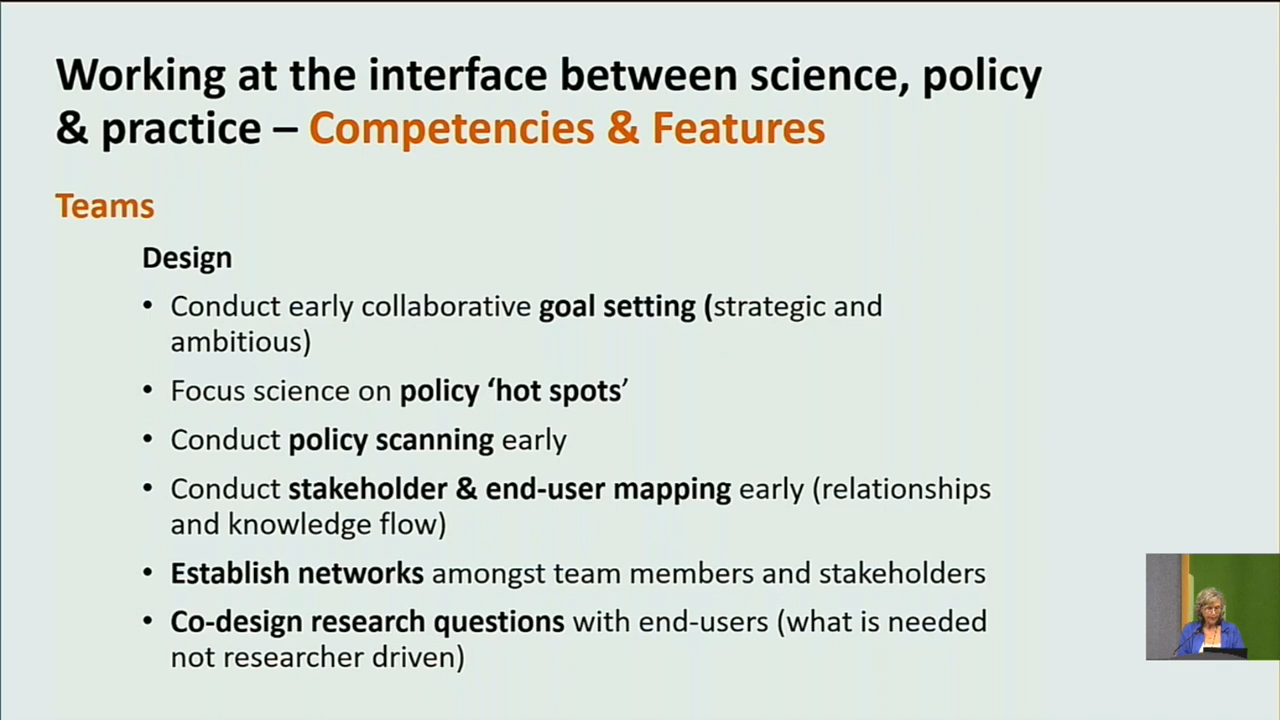 Working at the interface between science, policy
& practice – Competencies & Features
Teams
Design
• Conduct early collaborative goal setting (strategic and
ambitious)
• Focus science on policy ‘hot spots’
• Conduct policy scanning early
• Conduct stakeholder & end-user mapping early (relationships
and knowledge flow)
• Establish networks amongst team members and stakeholders
• Co-design research questions with end-users (what is needed
not researcher driven)